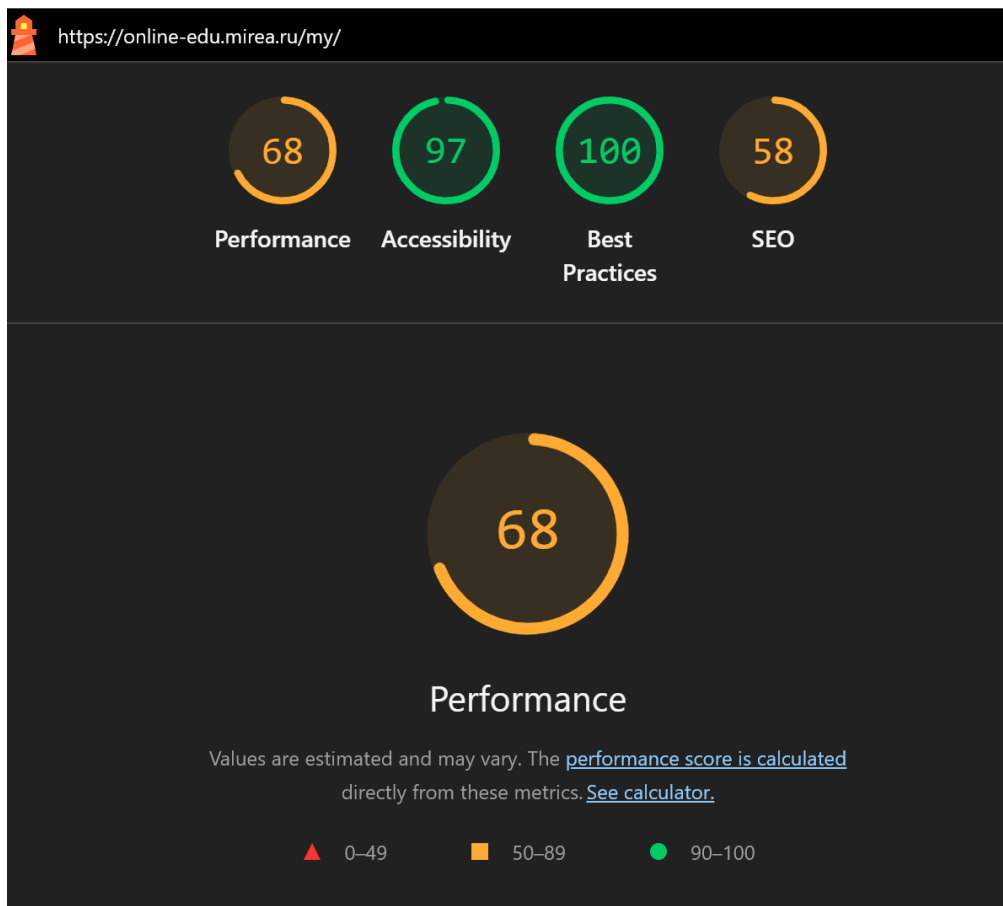 https://online-edu.mirea.ru/my/
68
97
100
58
Performance
Accessibility
Best
Practices
SEO
68
Performance
Values are estimated and may vary. The performance score is calculated
directly from these metrics. See calculator.
0–49
50–89
90–100